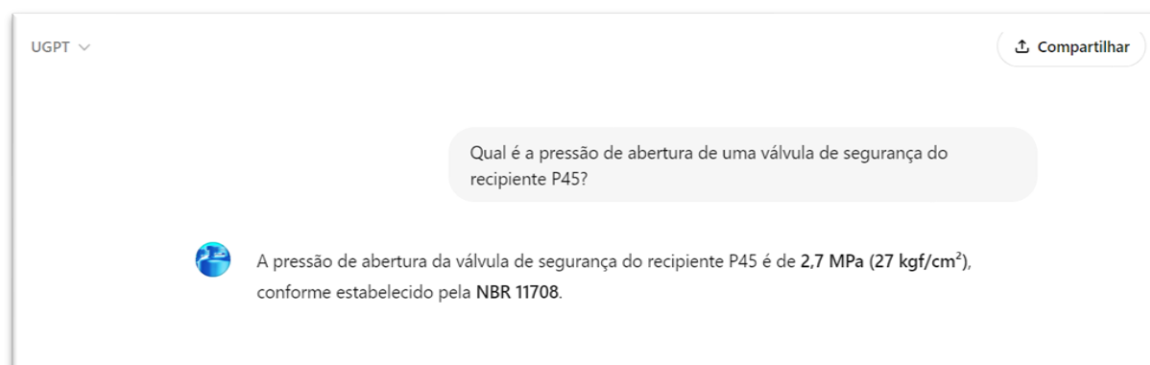 UGPT
Compartilhar
Qual é a pressão de abertura de uma válvula de segurança do
recipiente P45?
A pressão de abertura da válvula de segurança do recipiente P45 é de 2,7 MPa (27 kgf/cm²),
conforme estabelecido pela NBR 11708.